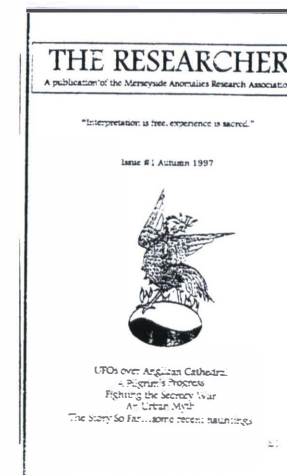 THE RESEARCHER
A publication of the Merseyside Anomalies Research Associatio
"Interpretation is free, experience is sacred."
Issue #1 Autumn 1997
UFOs over Anglican Cathedral
A Pilgrim's Progress
Fighting the Secrecy War
An Urban Myth
The Story So Far...some recent hauntings